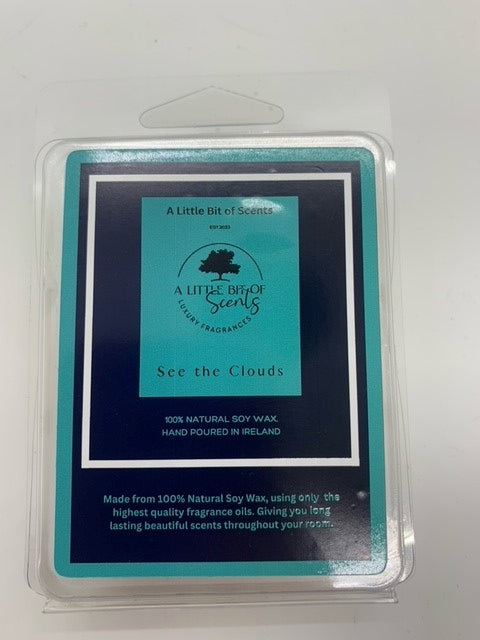 A Little Bit of Scents
EST 2023
A LITTLE BIT OF
Scents
LUXURY FRAGRANCES
See the Clouds
100% NATURAL SOY WAX.
HAND POURED IN IRELAND
Made from 100% Natural Soy Wax, using only the
highest quality fragrance oils. Giving you long
lasting beautiful scents throughout your room.